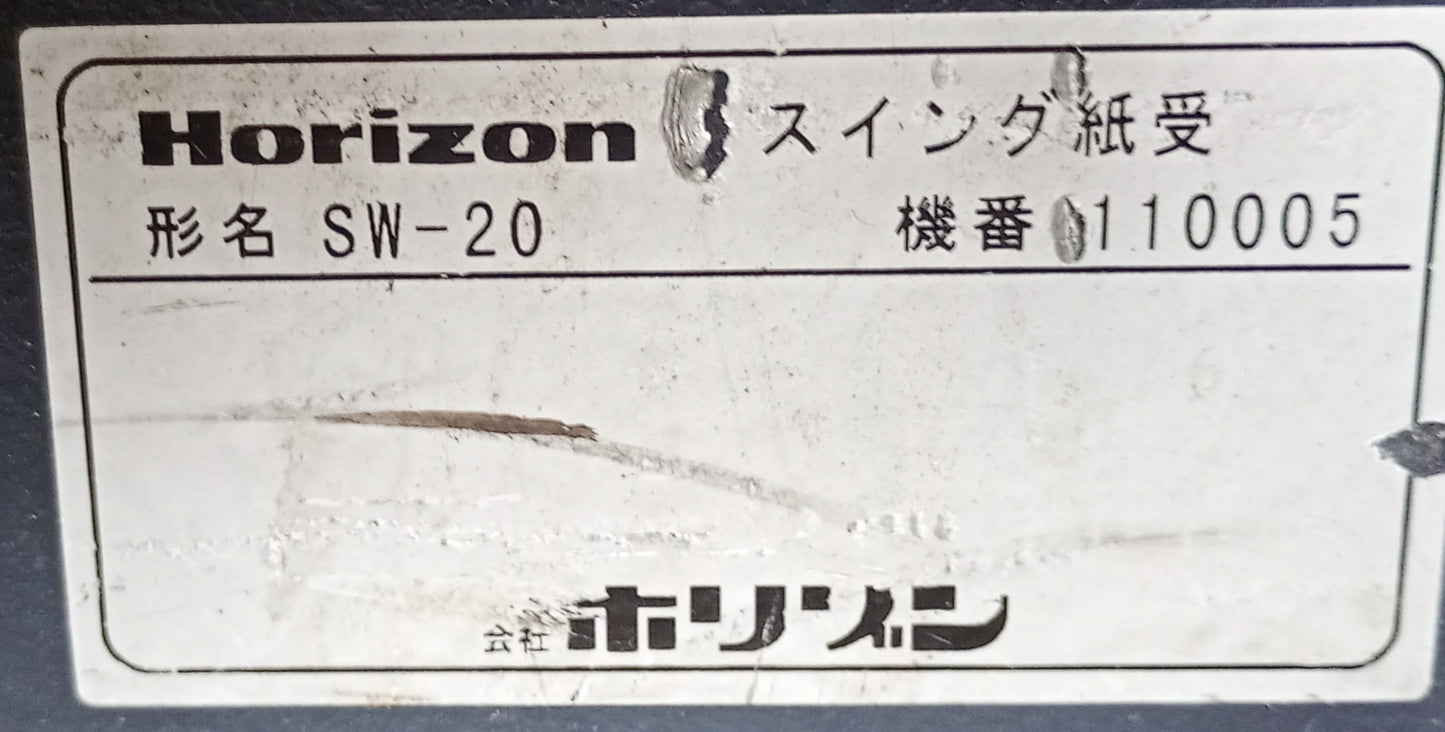 Horizon スイング紙受
形名 SW-20 機番 110005
会社 ホリゾン